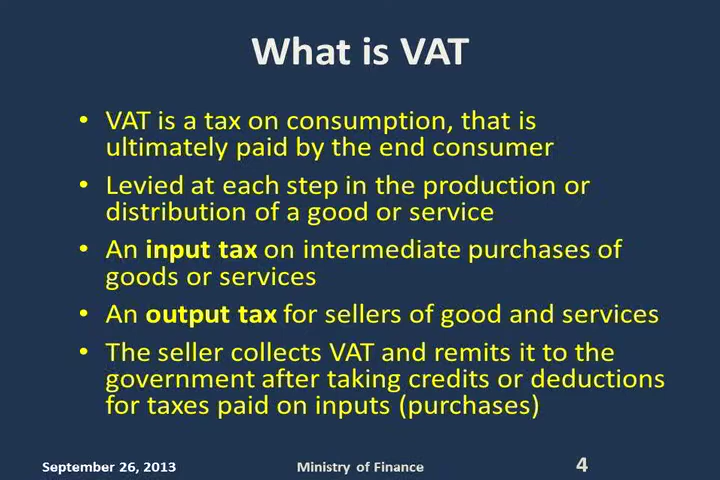 What is VAT
• VAT is a tax on consumption, that is
ultimately paid by the end consumer
• Levied at each step in the production or
distribution of a good or service
• An input tax on intermediate purchases of
goods or services
• An output tax for sellers of good and services
• The seller collects VAT and remits it to the
government after taking credits or deductions
for taxes paid on inputs (purchases)
September 26, 2013 Ministry of Finance 4